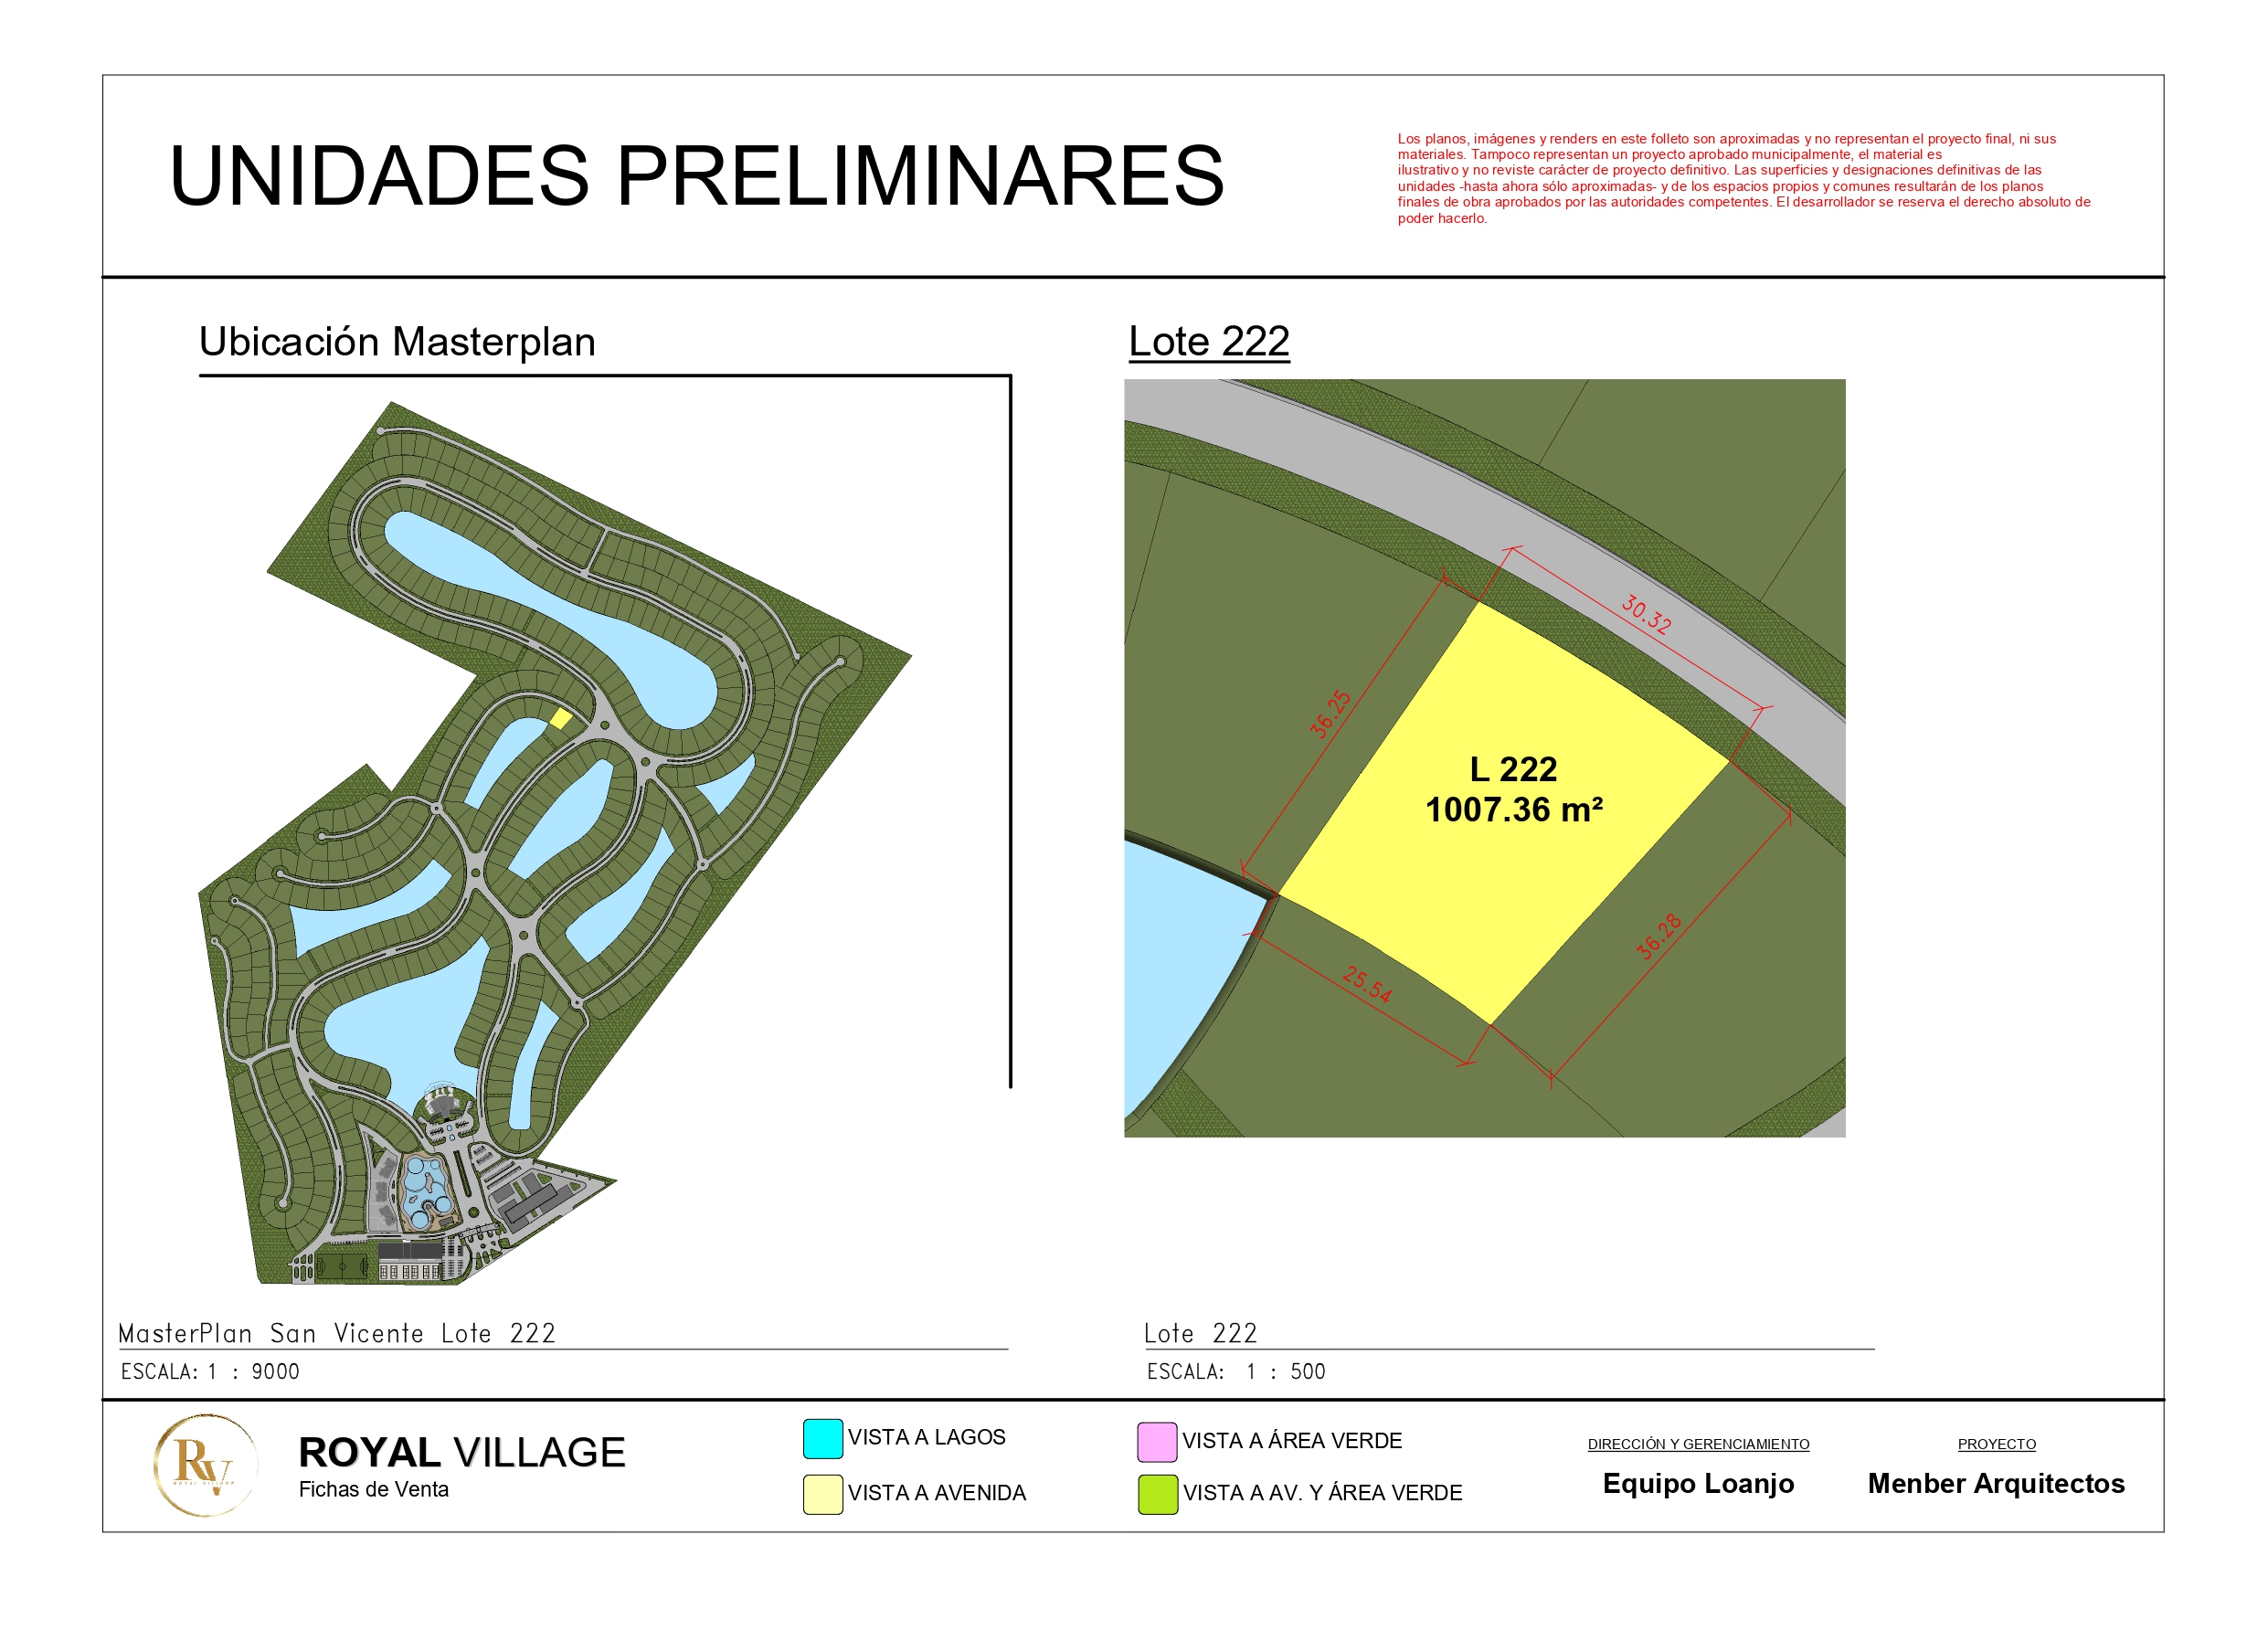 UNIDADES PRELIMINARES
Los planos, imágenes y renders en este folleto son aproximadas y no representan el proyecto final, ni sus
materiales. Tampoco representan un proyecto aprobado municipalmente, el material es
ilustrativo y no reviste carácter de proyecto definitivo. Las superficies y designaciones definitivas de las
unidades -hasta ahora sólo aproximadas- y de los espacios propios y comunes resultarán de los planos
finales de obra aprobados por las autoridades competentes. El desarrollador se reserva el derecho absoluto de
poder hacerlo.
Ubicación Masterplan
Lote 222
30.32
36.25
L 222
1007.36 m²
36.28
25.54
MasterPlan San Vicente Lote 222
ESCALA: 1 : 9000
Lote 222
ESCALA: 1 : 500
RV
ROYAL VILLAGE
ROYAL VILLAGE
Fichas de Venta
VISTA A LAGOS
VISTA A AVENIDA
VISTA A ÁREA VERDE
VISTA A AV. Y ÁREA VERDE
DIRECCIÓN Y GERENCIAMIENTO
Equipo Loanjo
PROYECTO
Menber Arquitectos